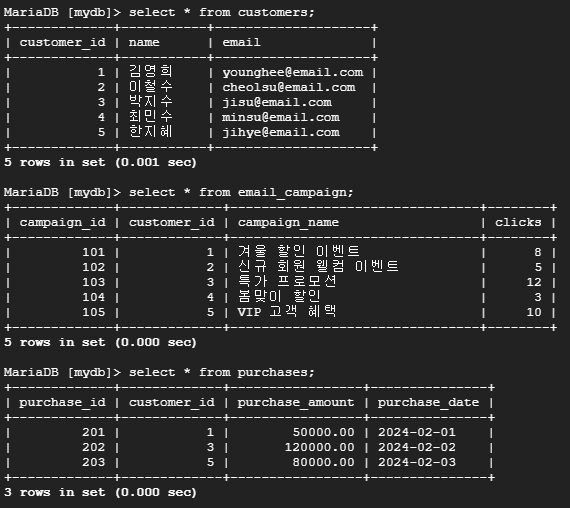 MariaDB [mydb]> select * from customers;
+-------------+-----------+--------------------+
| customer_id | name      | email              |
+-------------+-----------+--------------------+
|           1 | 김영희    | younghee@email.com |
|           2 | 이철수    | cheolsu@email.com  |
|           3 | 박지수    | jisu@email.com     |
|           4 | 최민수    | minsu@email.com    |
|           5 | 한지혜    | jihye@email.com    |
+-------------+-----------+--------------------+
5 rows in set (0.001 sec)
MariaDB [mydb]> select * from email_campaign;
+-------------+-------------+--------------------------------+--------+
| campaign_id | customer_id | campaign_name                  | clicks |
+-------------+-------------+--------------------------------+--------+
|         101 |           1 | 겨울 할인 이벤트               |      8 |
|         102 |           2 | 신규 회원 웰컴 이벤트          |      5 |
|         103 |           3 | 특가 프로모션                  |     12 |
|         104 |           4 | 봄맞이 할인                    |      3 |
|         105 |           5 | VIP 고객 혜택                  |     10 |
+-------------+-------------+--------------------------------+--------+
5 rows in set (0.000 sec)
MariaDB [mydb]> select * from purchases;
+-------------+-------------+-----------------+---------------+
| purchase_id | customer_id | purchase_amount | purchase_date |
+-------------+-------------+-----------------+---------------+
|         201 |           1 |        50000.00 | 2024-02-01    |
|         202 |           3 |       120000.00 | 2024-02-02    |
|         203 |           5 |        80000.00 | 2024-02-03    |
+-------------+-------------+-----------------+---------------+
3 rows in set (0.000 sec)